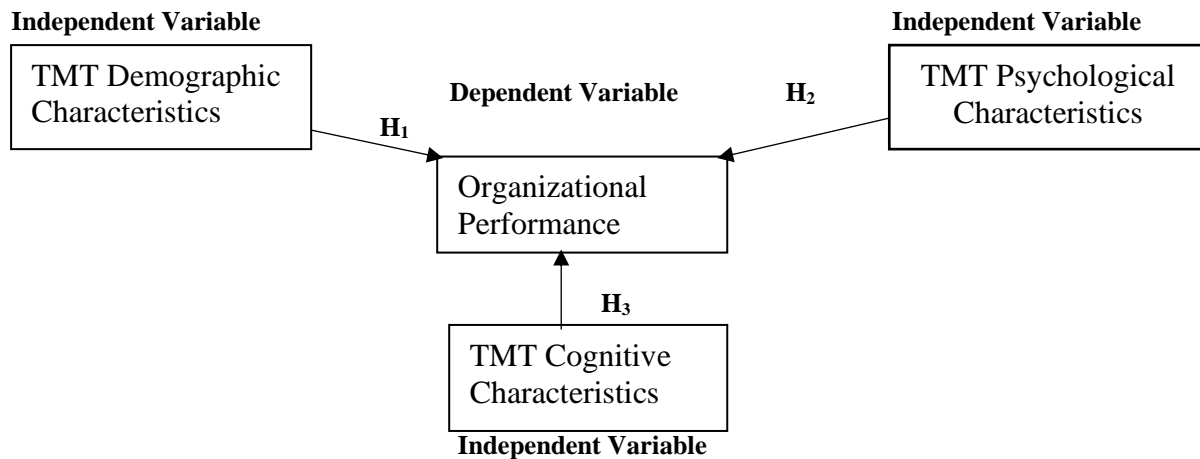 Independent Variable
TMT Demographic
Characteristics
H₁
Dependent Variable
Independent Variable
TMT Psychological
Characteristics
H₂
Organizational
Performance
H₃
TMT Cognitive
Characteristics
Independent Variable